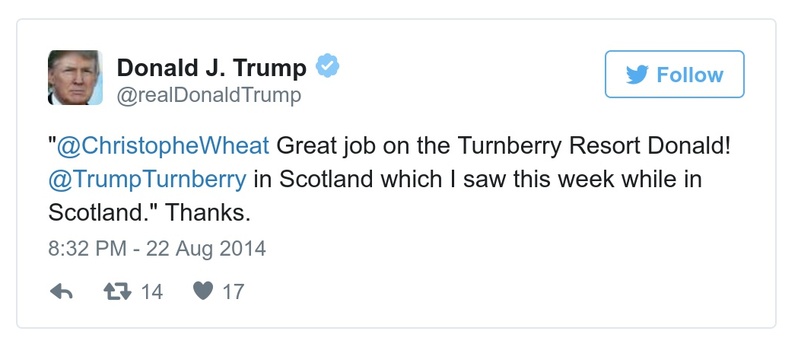 Donald J. Trump
@realDonaldTrump
Follow
"@ChristopheWheat Great job on the Turnberry Resort Donald!
@TrumpTurnberry in Scotland which I saw this week while in
Scotland." Thanks.
8:32 PM - 22 Aug 2014
14 17